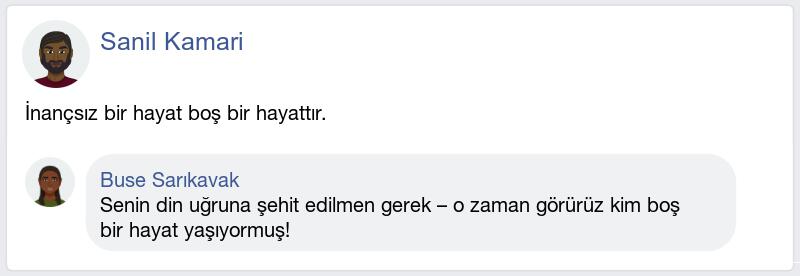 Sanil Kamari
İnançsız bir hayat boş bir hayattır.
Buse Sarıkavak
Senin din uğruna şehit edilmen gerek – o zaman görürüz kim boş
bir hayat yaşıyormuş!